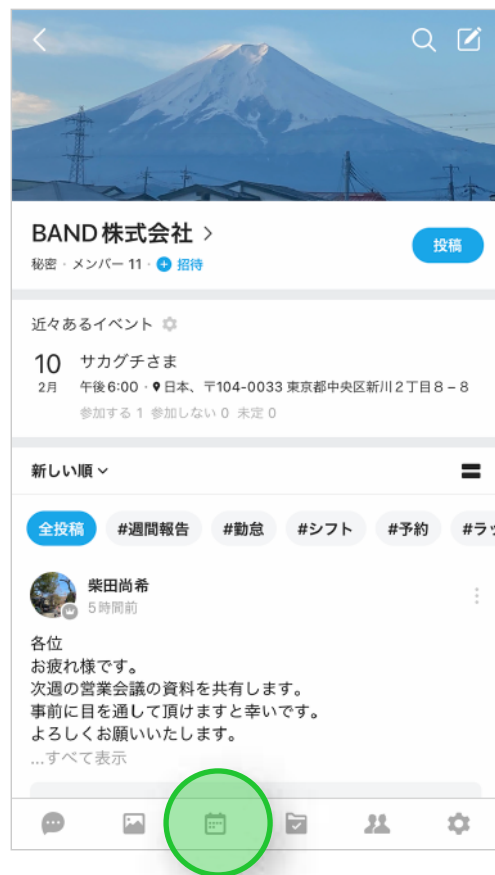 BAND 株式会社 >
秘密 · メンバー 11 · 招待
投稿
近々あるイベント
10 サカグチさま
2月 午後6:00 · 日本、〒104-0033 東京都中央区新川2丁目8−8
参加する 1 参加しない 0 未定 0
新しい順
全投稿 #週間報告 #勤怠 #シフト #予約 #ラッ
柴田尚希
5時間前
各位
お疲れ様です。
次週の営業会議の資料を共有します。
事前に目を通して頂けますと幸いです。
よろしくお願いいたします。
...すべて表示